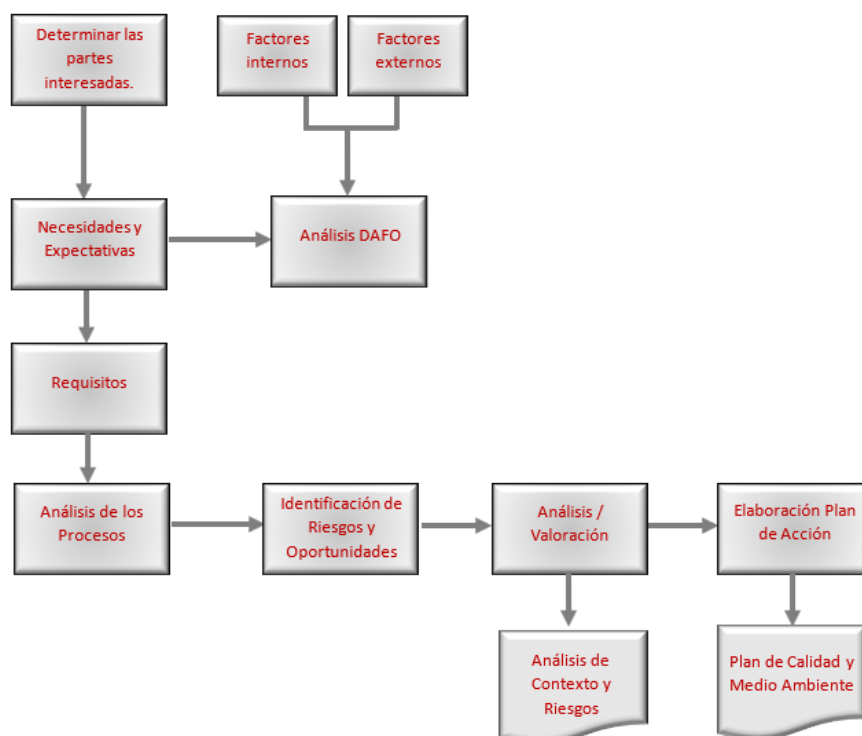 Determinar las
partes
interesadas.
Factores
internos
Factores
externos
Necesidades y
Expectativas
Análisis DAFO
Requisitos
Análisis de los
Procesos
Identificación de
Riesgos y
Oportunidades
Análisis /
Valoración
Elaboración Plan
de Acción
Análisis de
Contexto y
Riesgos
Plan de Calidad y
Medio Ambiente